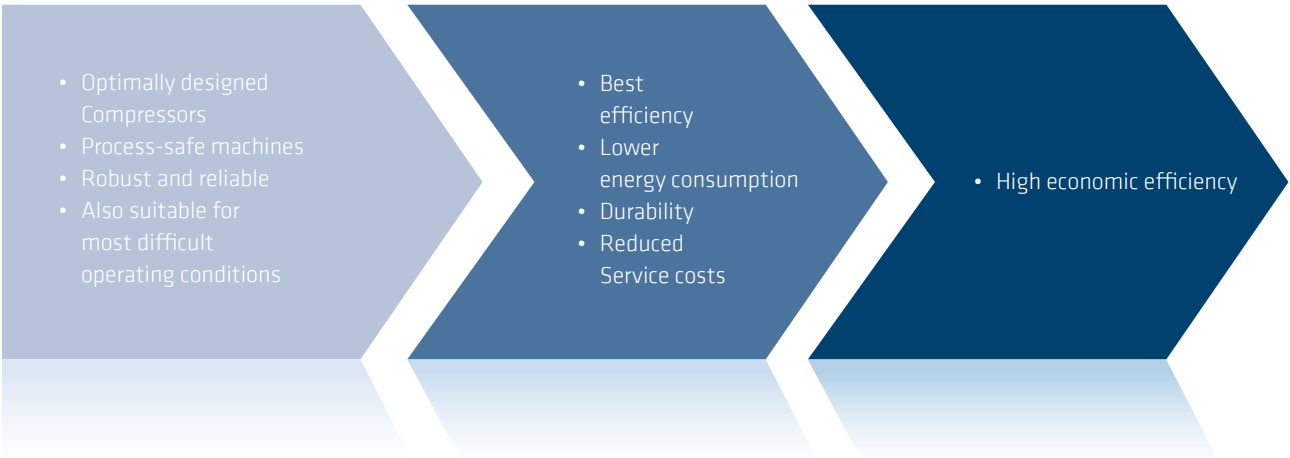 • Optimally designed
Compressors
• Process-safe machines
• Robust and reliable
• Also suitable for
most difficult
operating conditions
• Best
efficiency
• Lower
energy consumption
• Durability
• Reduced
Service costs
• High economic efficiency